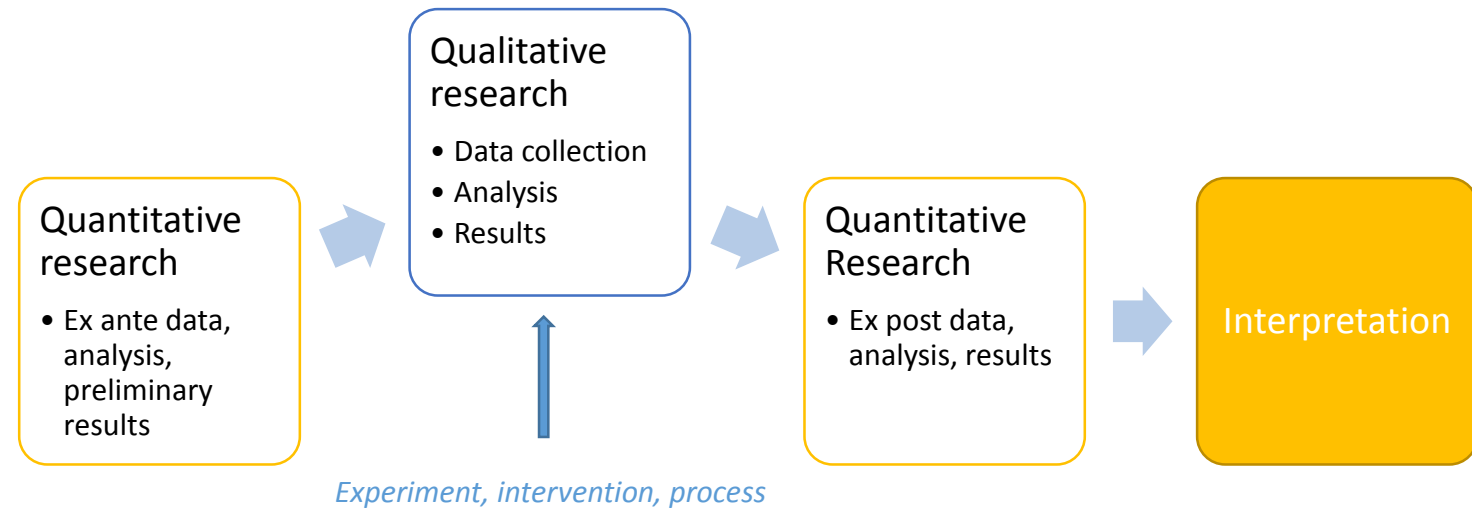 Quantitative
research
• Ex ante data,
analysis,
preliminary
results
Qualitative
research
• Data collection
• Analysis
• Results
Experiment, intervention, process
Quantitative
Research
• Ex post data,
analysis, results
Interpretation